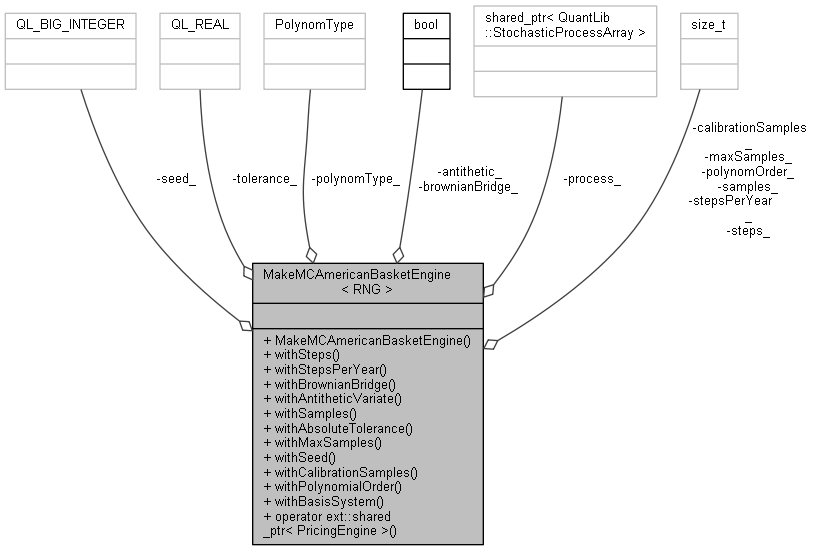 QL_BIG_INTEGER
QL_REAL
PolynomType
bool
shared_ptr< QuantLib
::StochasticProcessArray >
size_t
-seed_
-tolerance_
-polynomType_
-antithetic_
-brownianBridge_
-process_
-calibrationSamples
_
-maxSamples_
-polynomOrder_
-samples_
-stepsPerYear
_
-steps_
MakeMCAmericanBasketEngine
< RNG >
+ MakeMCAmericanBasketEngine()
+ withSteps()
+ withStepsPerYear()
+ withBrownianBridge()
+ withAntitheticVariate()
+ withSamples()
+ withAbsoluteTolerance()
+ withMaxSamples()
+ withSeed()
+ withCalibrationSamples()
+ withPolynomialOrder()
+ withBasisSystem()
+ operator ext::shared
_ptr< PricingEngine >()